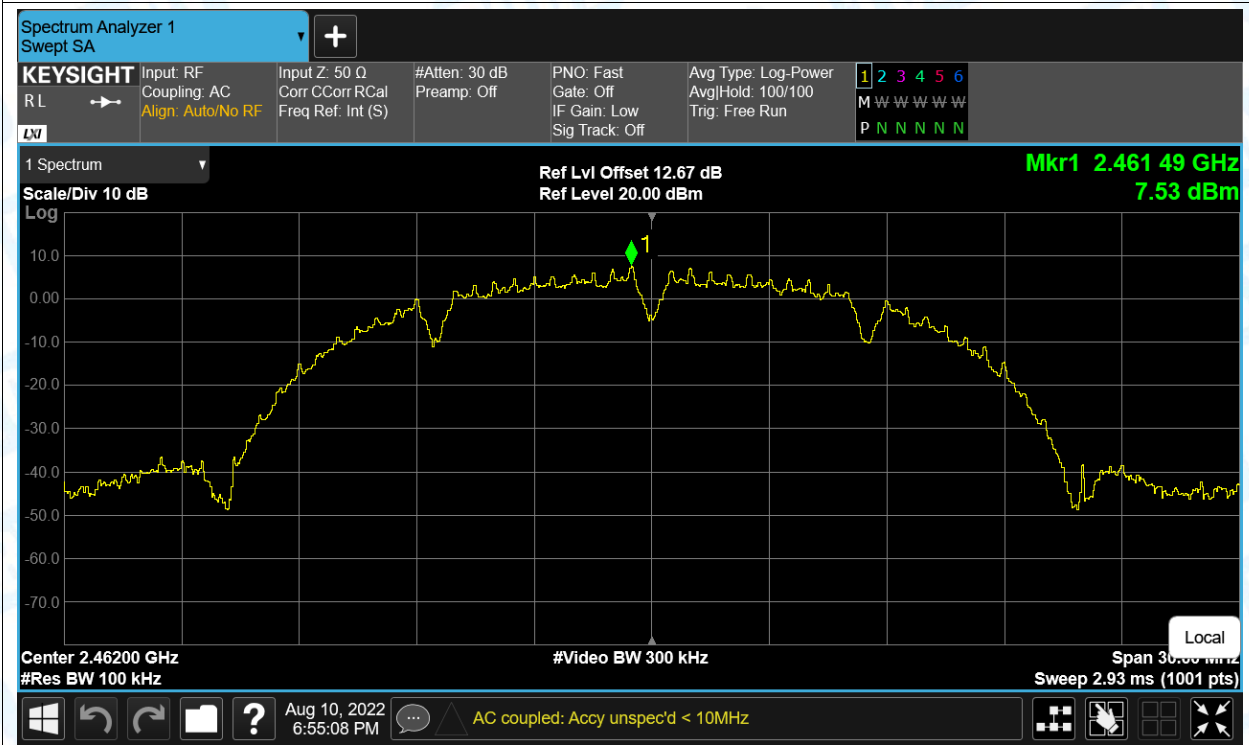 Spectrum Analyzer 1
Swept SA
KEYSIGHT
R L
LXI
Input: RF
Coupling: AC
Align: Auto/No RF
Input Z: 50 Ω
Corr CCorr RCal
Freq Ref: Int (S)
#Atten: 30 dB
Preamp: Off
PNO: Fast
Gate: Off
IF Gain: Low
Sig Track: Off
Avg Type: Log-Power
Avg|Hold: 100/100
Trig: Free Run
1 2 3 4 5 6
M W W W W W
P N N N N N
1 Spectrum
Scale/Div 10 dB
Log
Ref Lvl Offset 12.67 dB
Ref Level 20.00 dBm
Mkr1 2.461 49 GHz
7.53 dBm
1
10.0
0.00
-10.0
-20.0
-30.0
-40.0
-50.0
-60.0
-70.0
Local
Center 2.46200 GHz
#Video BW 300 kHz
Span 30.00 MHz
#Res BW 100 kHz
Sweep 2.93 ms (1001 pts)
?
Aug 10, 2022
6:55:08 PM
AC coupled: Accy unspec'd < 10MHz